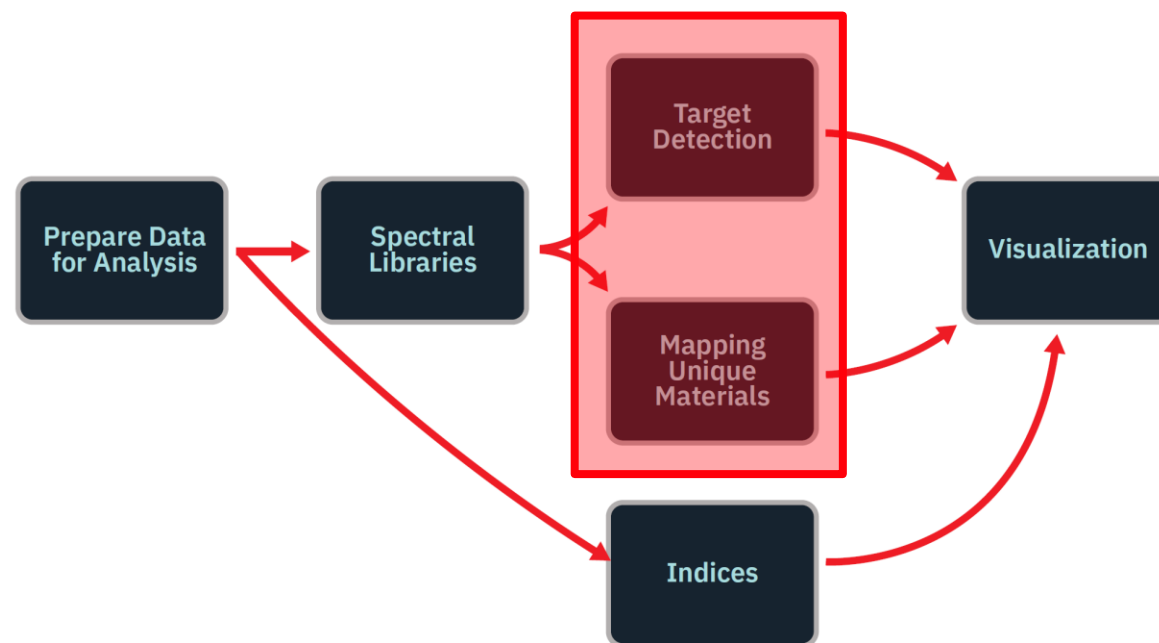 Prepare Data
for Analysis
Spectral
Libraries
Target
Detection
Mapping
Unique
Materials
Indices
Visualization